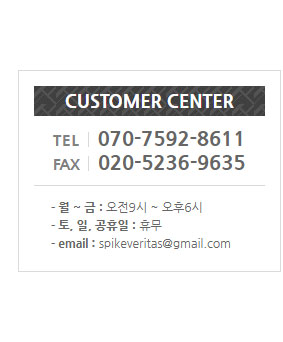 CUSTOMER CENTER
TEL 070-7592-8611
FAX 020-5236-9635
- 월 ~ 금 : 오전9시 ~ 오후6시
- 토, 일, 공휴일 : 휴무
- email : spikeveritas@gmail.com